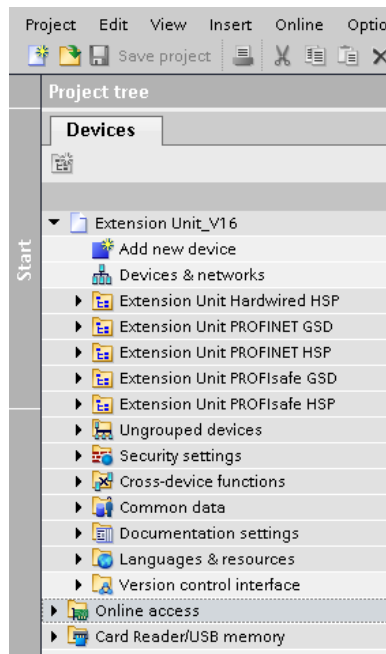 Project Edit View Insert Online Optio
Save project
Project tree
Devices
Start
Extension Unit_V16
Add new device
Devices & networks
Extension Unit Hardwired HSP
Extension Unit PROFINET GSD
Extension Unit PROFINET HSP
Extension Unit PROFIsafe GSD
Extension Unit PROFIsafe HSP
Ungrouped devices
Security settings
Cross-device functions
Common data
Documentation settings
Languages & resources
Version control interface
Online access
Card Reader/USB memory